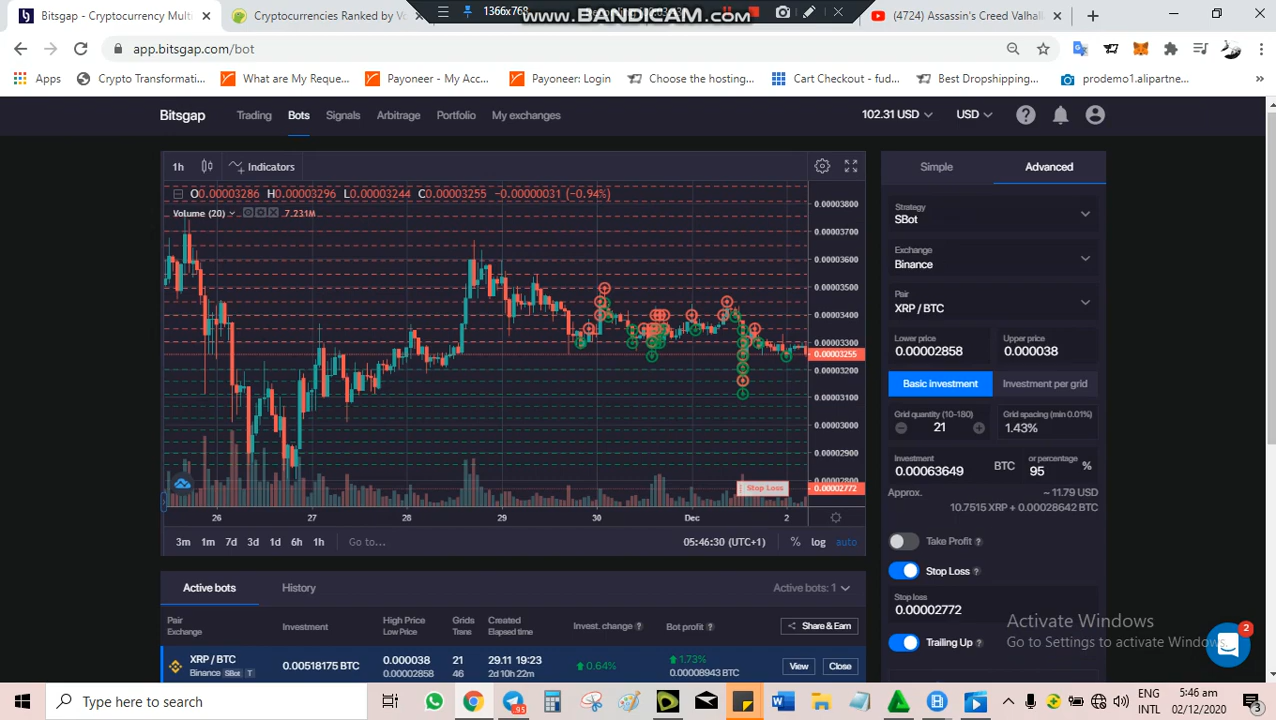 Bitsgap - Cryptocurrency Mult
Cryptocurrencies Ranked by
1366x768
www.BANDICAM.com
(4724) Assassin's Creed Valhall
app.bitsgap.com/bot
Apps
Crypto Transformati...
What are My Reque...
Payoneer - My Acc...
Payoneer: Login
Choose the hosting...
Cart Checkout - fud...
Best Dropshipping...
prodemo1.alipartne...
Bitsgap
Trading
Bots
Signals
Arbitrage
Portfolio
My exchanges
102.31 USD
USD
1h
Indicators
Simple
Advanced
O0.00003286 H0.00003296 L0.00003244 C0.00003255 −0.00000031 (−0.94%)
Volume (20)
7.231M
0.00003800
0.00003700
0.00003600
0.00003500
0.00003400
0.00003300
0.00003255
0.00003200
0.00003100
0.00003000
0.00002900
0.00002800
0.00002772
Stop Loss
26
27
28
29
30
Dec
2
3m
1m
7d
3d
1d
6h
1h
Go to...
05:46:30 (UTC+1)
%
log
auto
Strategy
SBot
Exchange
Binance
Pair
XRP / BTC
Lower price
0.00002858
Upper price
0.000038
Basic investment
Investment per grid
Grid quantity (10-180)
21
Grid spacing (min 0.01%)
1.43%
Investment
0.00063649
BTC
or percentage
95
%
Approx.
~ 11.79 USD
10.7515 XRP + 0.00028642 BTC
Take Profit
Stop Loss
Stop loss
0.00002772
Trailing Up
Activate Windows
Go to Settings to activate Windows.
2
Active bots
History
Active bots: 1
Pair
Exchange
Investment
High Price
Low Price
Grids
Trans.
Created
Elapsed time
Invest. change
Bot profit
Share & Earn
XRP / BTC
Binance SBot T
0.00518175 BTC
0.000038
0.00002858
21
46
29.11 19:23
2d 10h 22m
0.64%
1.73%
0.00008943 BTC
View
Close
Type here to search
95
ENG
INTL
5:46 am
02/12/2020
3